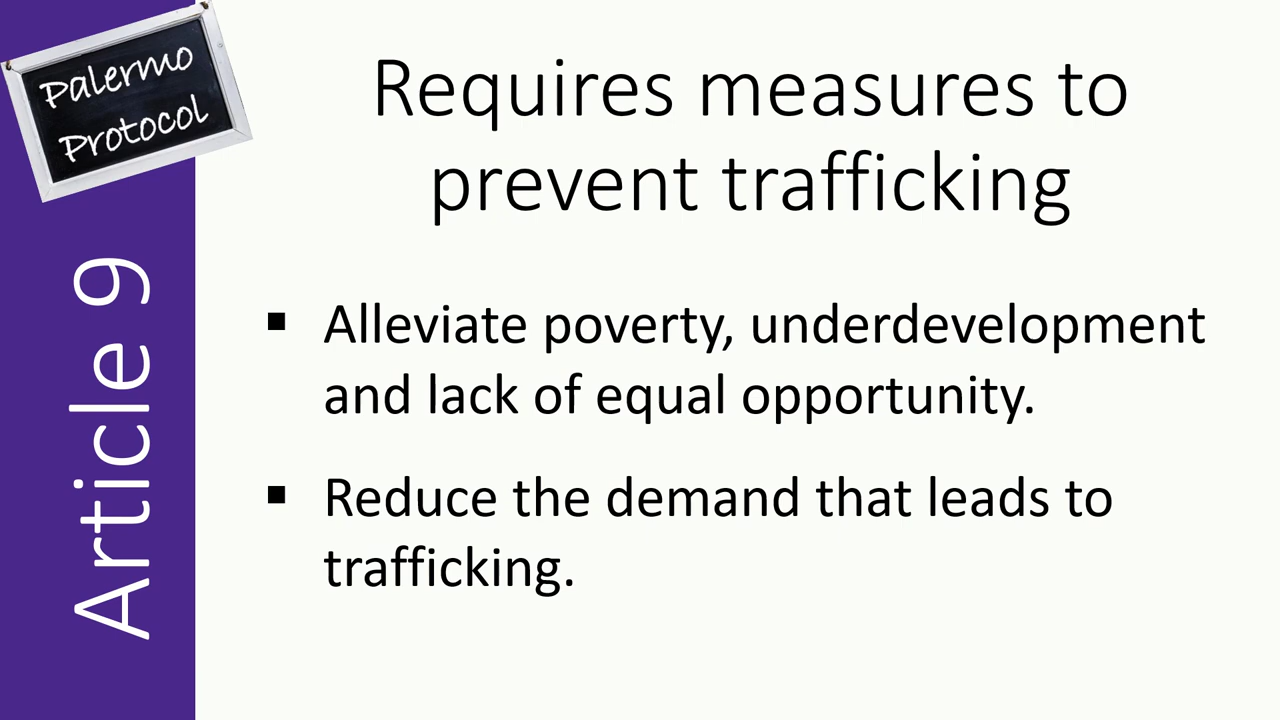 Palermo
Protocol
Article 9
Requires measures to
prevent trafficking
▪ Alleviate poverty, underdevelopment
and lack of equal opportunity.
▪ Reduce the demand that leads to
trafficking.